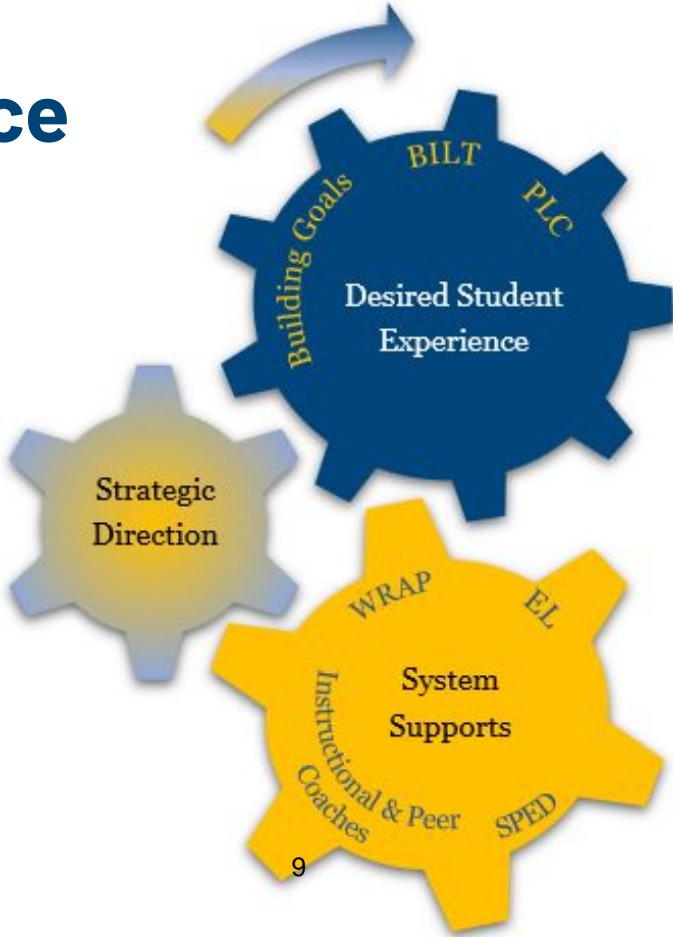 ce
BILT
PLC
Building Goals
Desired Student
Experience
Strategic
Direction
WRAP
EL
System
Supports
Instructional & Peer
Coaches
SPED
9